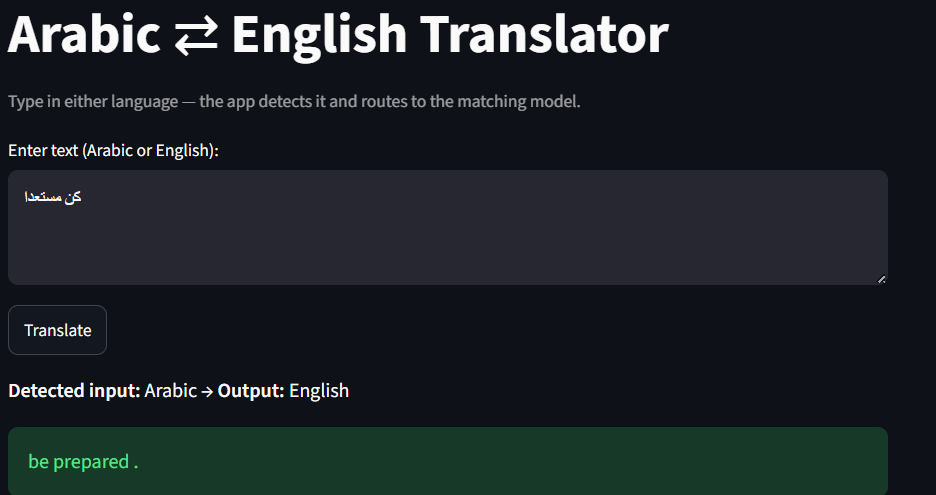 Arabic ⇄ English Translator
Type in either language — the app detects it and routes to the matching model.
Enter text (Arabic or English):
كن مستعدا
Translate
Detected input: Arabic → Output: English
be prepared .